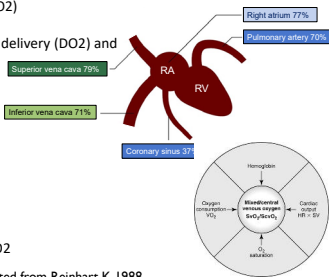 O2)
Right atrium 77%
delivery (DO2) and
Pulmonary artery 70%
Superior vena cava 79%
RA
RV
Inferior vena cava 71%
Coronary sinus 37%
Hemoglobin
Oxygen
consumption
VO₂
Mixed/central
venous oxygen
SvO₂/ScvO₂
Cardiac
output
HR × SV
O₂
saturation
O2
ted from Reinhart K, 1988